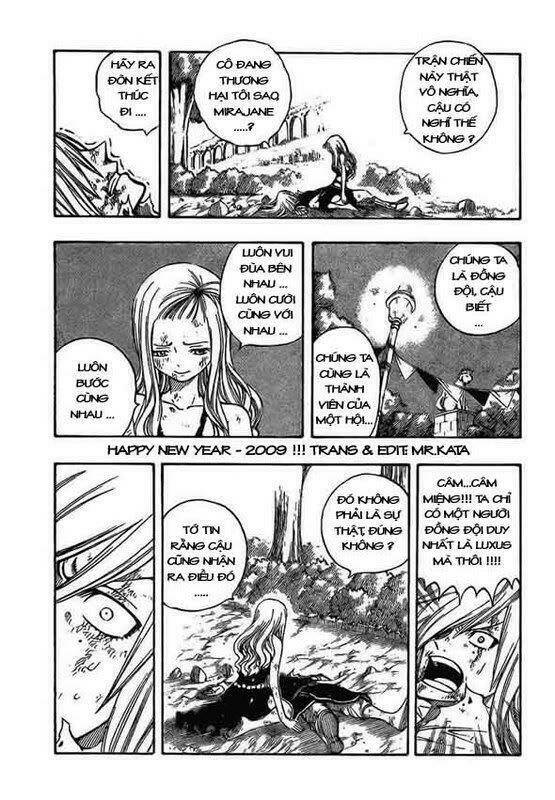 TRẬN CHIẾN
NÀY THẬT
VÔ NGHĨA,
CẬU CÓ
NGHĨ THẾ
KHÔNG ?
CÔ ĐANG
THƯƠNG
HẠI TÔI SAO,
MIRAJANE
.....?
HÃY RA
ĐÒN KẾT
THÚC
ĐI ....
CHÚNG TA
LÀ ĐỒNG
ĐỘI, CẬU
BIẾT
...
CHÚNG TA
CÙNG LÀ
THÀNH
VIÊN CỦA
MỘT HỘI...
LUÔN VUI
ĐÙA BÊN
NHAU ...
LUÔN CƯỜI
CÙNG VỚI
NHAU ...
LUÔN
BƯỚC
CÙNG
NHAU ...
HAPPY NEW YEAR - 2009 !!! TRANS & EDIT: MR.KATA
CÂM...CÂM
MIỆNG!!! TA CHỈ
CÓ MỘT NGƯỜI
ĐỒNG ĐỘI DUY
NHẤT LÀ LUXUS
MÀ THÔI !!!!
ĐÓ KHÔNG
PHẢI LÀ SỰ
THẬT, ĐÚNG
KHÔNG ?
TỚ TIN
RẰNG CẬU
CŨNG NHẬN
RA ĐIỀU ĐÓ
.....